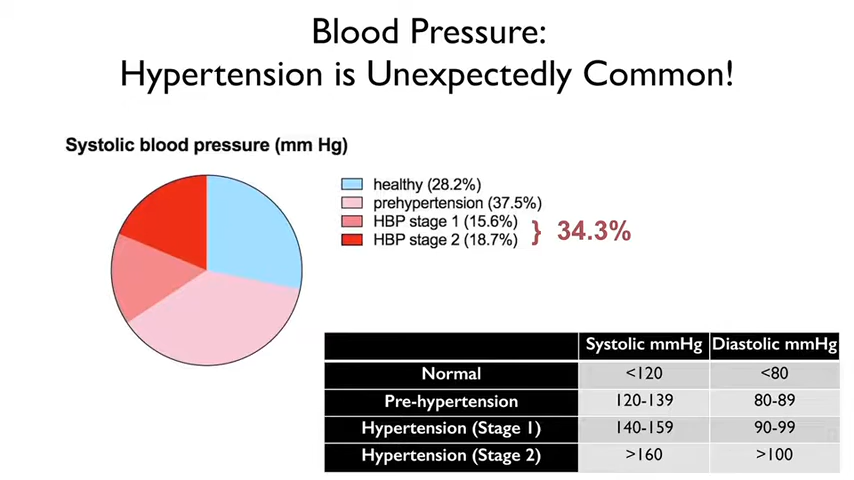 Blood Pressure:
Hypertension is Unexpectedly Common!
Systolic blood pressure (mm Hg)
healthy (28.2%)
prehypertension (37.5%)
HBP stage 1 (15.6%)
HBP stage 2 (18.7%)
} 34.3%
Systolic mmHg Diastolic mmHg
Normal <120 <80
Pre-hypertension 120-139 80-89
Hypertension (Stage 1) 140-159 90-99
Hypertension (Stage 2) >160 >100